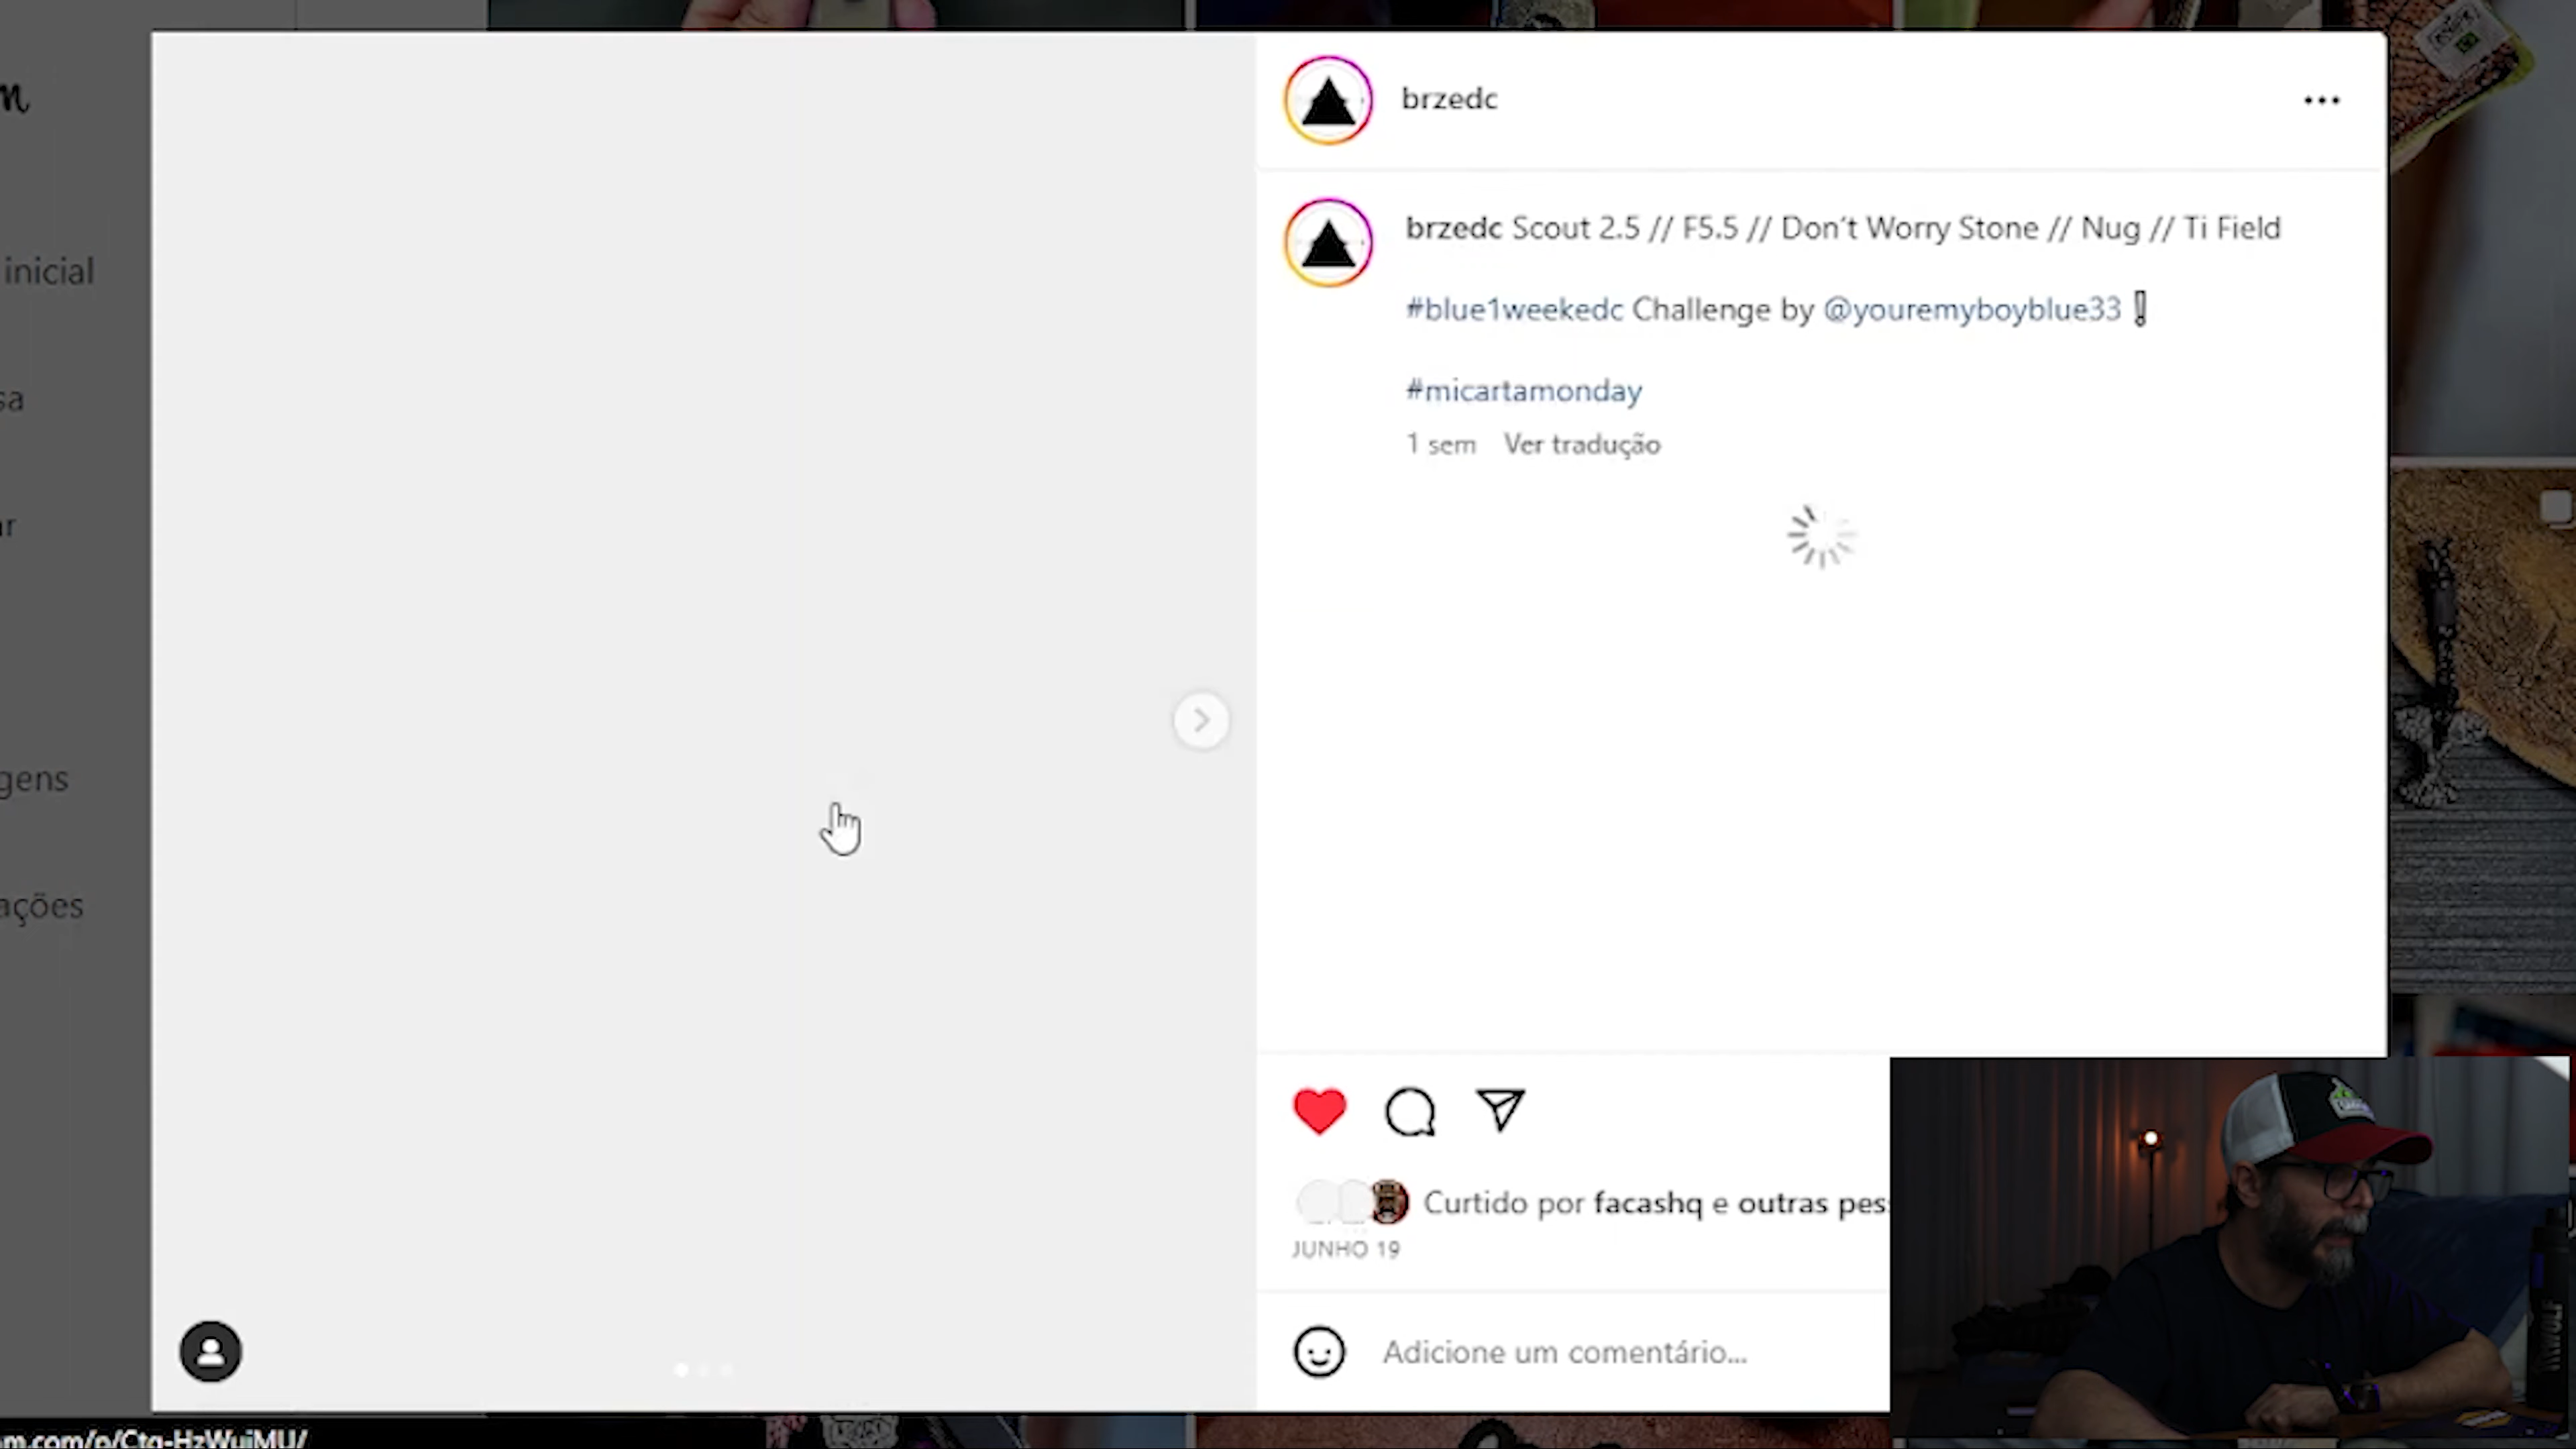 brzedc
brzedc Scout 2.5 // F5.5 // Don't Worry Stone // Nug // Ti Field
#blue1weekedc Challenge by @youremyboyblue33
#micartamonday
1 sem Ver tradução
Curtido por facashq e outras pes
JUNHO 19
Adicione um comentário...
inicial
sa
ar
gens
ações
m.com/p/Ctq-HzWujMU/